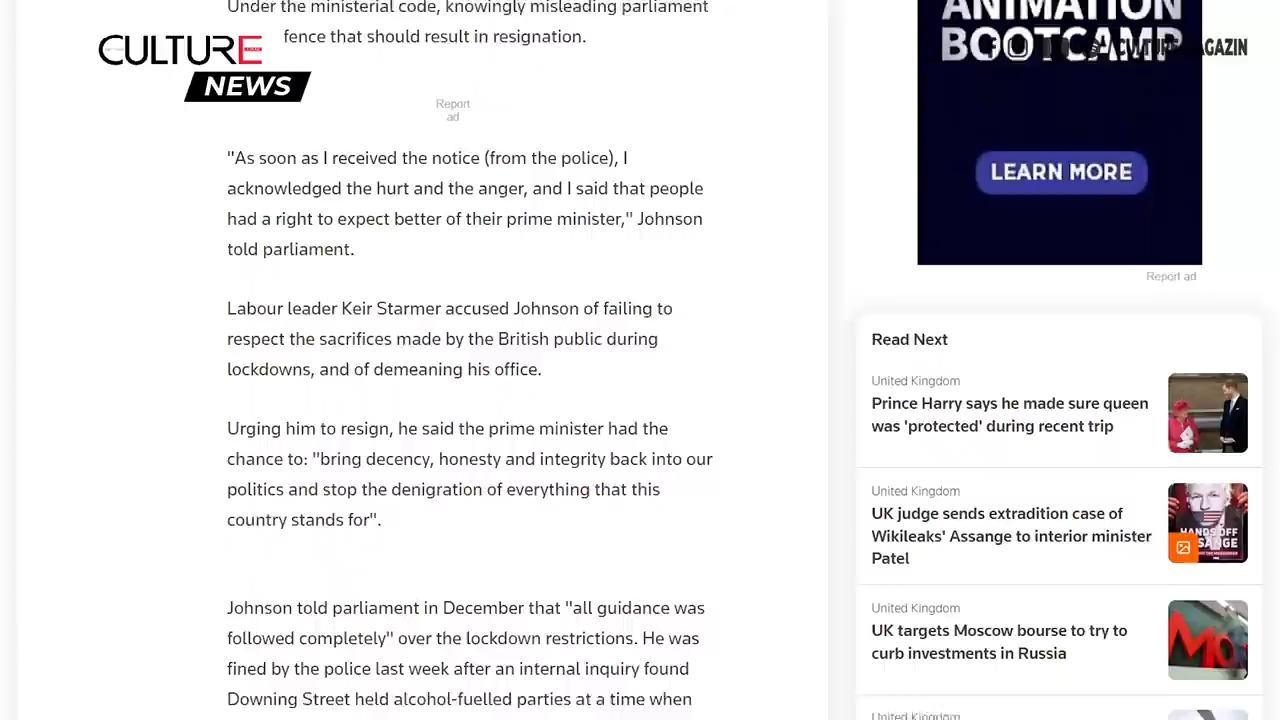 Under the ministerial code, knowingly misleading parliament
fence that should result in resignation.
CULTURE
NEWS
Report
ad
"As soon as I received the notice (from the police), I
acknowledged the hurt and the anger, and I said that people
had a right to expect better of their prime minister," Johnson
told parliament.
Labour leader Keir Starmer accused Johnson of failing to
respect the sacrifices made by the British public during
lockdowns, and of demeaning his office.
Urging him to resign, he said the prime minister had the
chance to: "bring decency, honesty and integrity back into our
politics and stop the denigration of everything that this
country stands for".
Johnson told parliament in December that "all guidance was
followed completely" over the lockdown restrictions. He was
fined by the police last week after an internal inquiry found
Downing Street held alcohol-fuelled parties at a time when
ANIMATION
BOOTCAMP
LEARN MORE
Report ad
Read Next
United Kingdom
Prince Harry says he made sure queen
was 'protected' during recent trip
United Kingdom
UK judge sends extradition case of
Wikileaks' Assange to interior minister
Patel
HANDS OFF
United Kingdom
UK targets Moscow bourse to try to
curb investments in Russia
United Kingdom